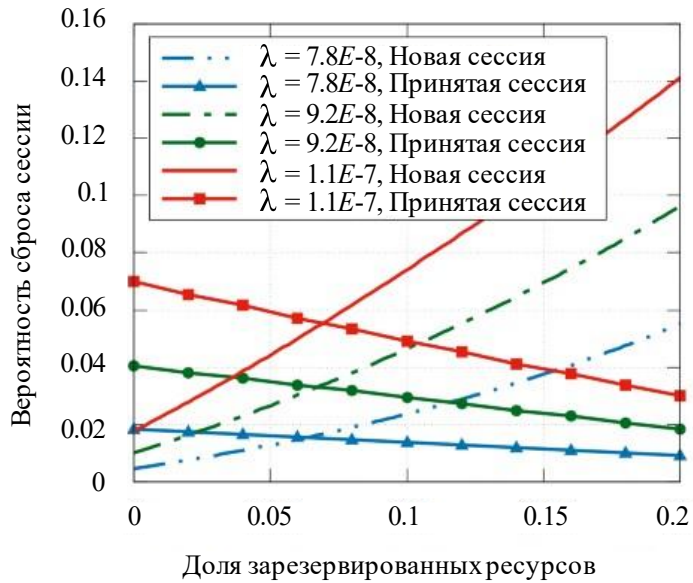 0.16
0.14
0.12
0.1
0.08
0.06
0.04
0.02
0
Вероятность сброса сессии
λ = 7.8E-8, Новая сессия
λ = 7.8E-8, Принятая сессия
λ = 9.2E-8, Новая сессия
λ = 9.2E-8, Принятая сессия
λ = 1.1E-7, Новая сессия
λ = 1.1E-7, Принятая сессия
0 0.05 0.1 0.15 0.2
Доля зарезервированных ресурсов